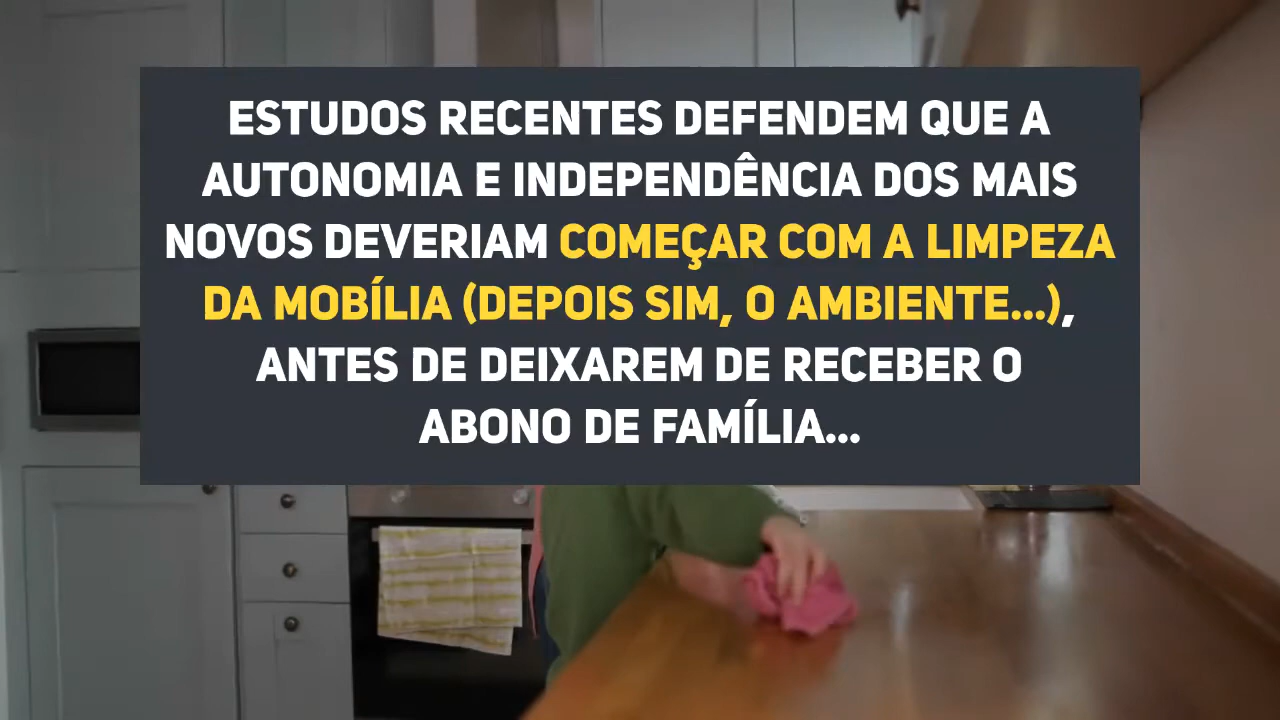 ESTUDOS RECENTES DEFENDEM QUE A
AUTONOMIA E INDEPENDÊNCIA DOS MAIS
NOVOS DEVERIAM COMEÇAR COM A LIMPEZA
DA MOBÍLIA (DEPOIS SIM, O AMBIENTE...),
ANTES DE DEIXAREM DE RECEBER O
ABONO DE FAMÍLIA...